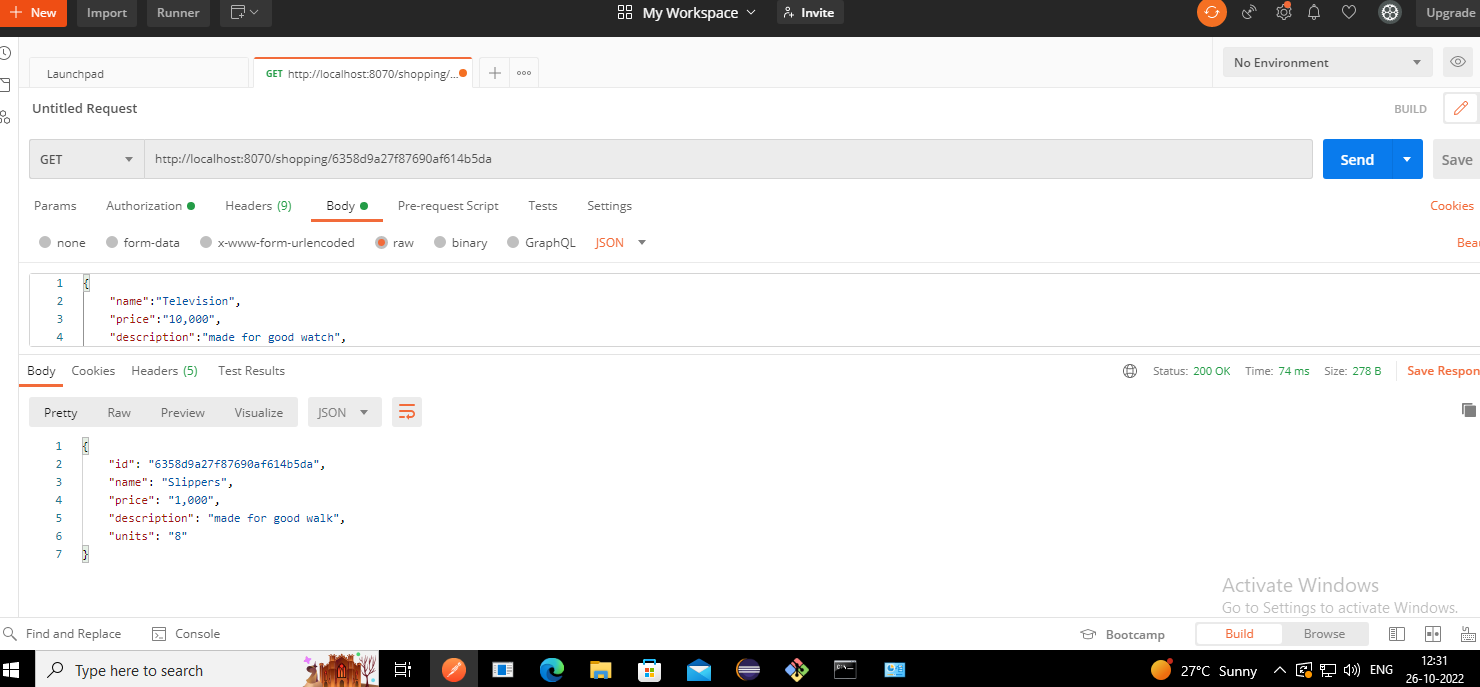 New Import Runner My Workspace Invite Upgrade
Launchpad GET http://localhost:8070/shopping/... No Environment
Untitled Request BUILD
GET http://localhost:8070/shopping/6358d9a27f87690af614b5da Send Save
Params Authorization Headers (9) Body Pre-request Script Tests Settings Cookies
none form-data x-www-form-urlencoded raw binary GraphQL JSON Beau
1 {
2 "name":"Television",
3 "price":"10,000",
4 "description":"made for good watch",
Body Cookies Headers (5) Test Results Status: 200 OK Time: 74 ms Size: 278 B Save Respon
Pretty Raw Preview Visualize JSON
1 {
2 "id": "6358d9a27f87690af614b5da",
3 "name": "Slippers",
4 "price": "1,000",
5 "description": "made for good walk",
6 "units": "8"
7 }
Activate Windows
Go to Settings to activate Windows.
Find and Replace Console Bootcamp Build Browse
Type here to search 27°C Sunny ENG 12:31
26-10-2022